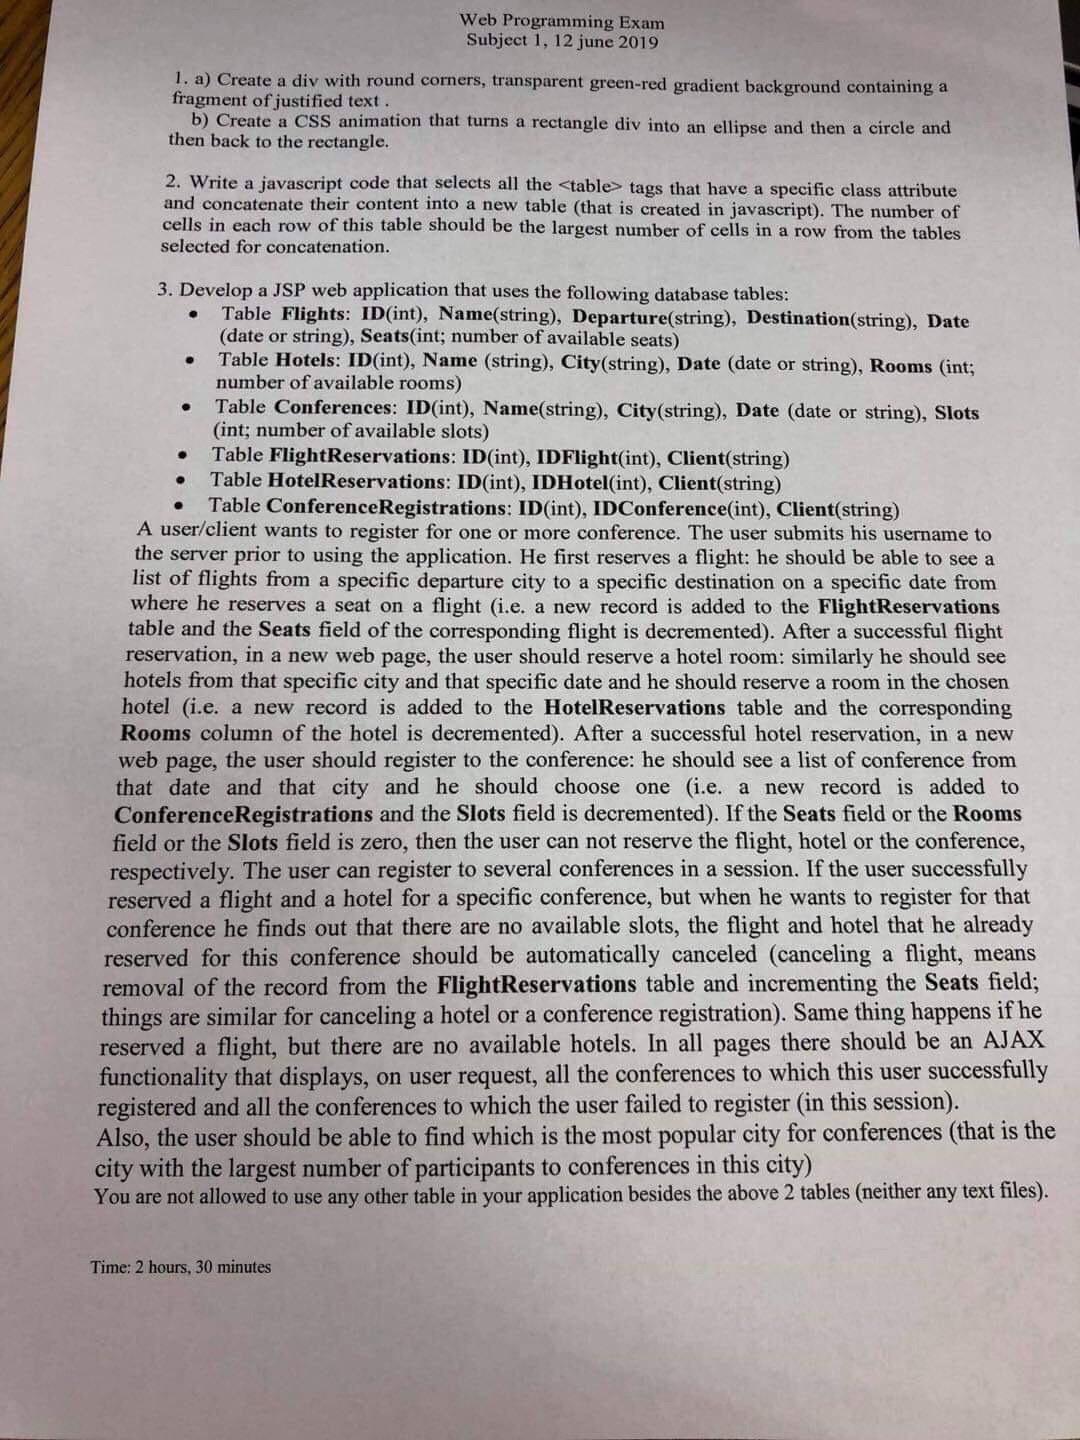 Web Programming Exam
Subject 1, 12 june 2019
1. a) Create a div with round corners, transparent green-red gradient background containing a
fragment of justified text .
b) Create a CSS animation that turns a rectangle div into an ellipse and then a circle and
then back to the rectangle.
2. Write a javascript code that selects all the <table> tags that have a specific class attribute
and concatenate their content into a new table (that is created in javascript). The number of
cells in each row of this table should be the largest number of cells in a row from the tables
selected for concatenation.
3. Develop a JSP web application that uses the following database tables:
• Table Flights: ID(int), Name(string), Departure(string), Destination(string), Date
(date or string), Seats(int; number of available seats)
• Table Hotels: ID(int), Name (string), City(string), Date (date or string), Rooms (int;
number of available rooms)
• Table Conferences: ID(int), Name(string), City(string), Date (date or string), Slots
(int; number of available slots)
• Table FlightReservations: ID(int), IDFlight(int), Client(string)
• Table HotelReservations: ID(int), IDHotel(int), Client(string)
• Table ConferenceRegistrations: ID(int), IDConference(int), Client(string)
A user/client wants to register for one or more conference. The user submits his username to
the server prior to using the application. He first reserves a flight: he should be able to see a
list of flights from a specific departure city to a specific destination on a specific date from
where he reserves a seat on a flight (i.e. a new record is added to the FlightReservations
table and the Seats field of the corresponding flight is decremented). After a successful flight
reservation, in a new web page, the user should reserve a hotel room: similarly he should see
hotels from that specific city and that specific date and he should reserve a room in the chosen
hotel (i.e. a new record is added to the HotelReservations table and the corresponding
Rooms column of the hotel is decremented). After a successful hotel reservation, in a new
web page, the user should register to the conference: he should see a list of conference from
that date and that city and he should choose one (i.e. a new record is added to
ConferenceRegistrations and the Slots field is decremented). If the Seats field or the Rooms
field or the Slots field is zero, then the user can not reserve the flight, hotel or the conference,
respectively. The user can register to several conferences in a session. If the user successfully
reserved a flight and a hotel for a specific conference, but when he wants to register for that
conference he finds out that there are no available slots, the flight and hotel that he already
reserved for this conference should be automatically canceled (canceling a flight, means
removal of the record from the FlightReservations table and incrementing the Seats field;
things are similar for canceling a hotel or a conference registration). Same thing happens if he
reserved a flight, but there are no available hotels. In all pages there should be an AJAX
functionality that displays, on user request, all the conferences to which this user successfully
registered and all the conferences to which the user failed to register (in this session).
Also, the user should be able to find which is the most popular city for conferences (that is the
city with the largest number of participants to conferences in this city)
You are not allowed to use any other table in your application besides the above 2 tables (neither any text files).
Time: 2 hours, 30 minutes